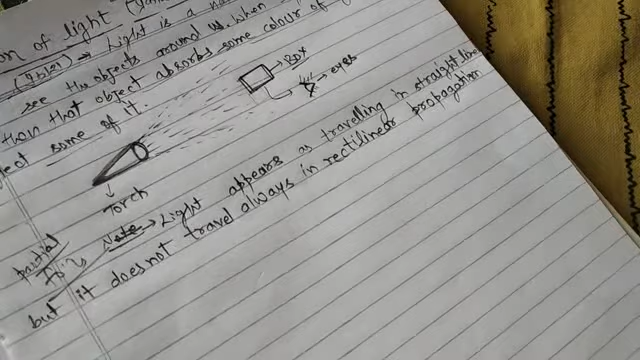 on of light
→ Light is a na
see the objects around us when
then that object absorbs some colour of
ject some of it.
→ BOX
→ eyes
Torch
partial
Note → Light appears as travelling in straight line
but it does not travel always in rectilinear propagation